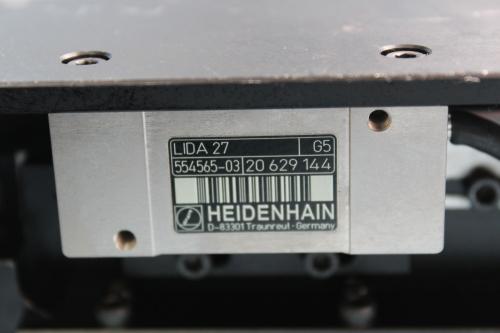 LIDA 27 G5
554565-03 20 629 144
HEIDENHAIN
D-83301 Traunreut · Germany